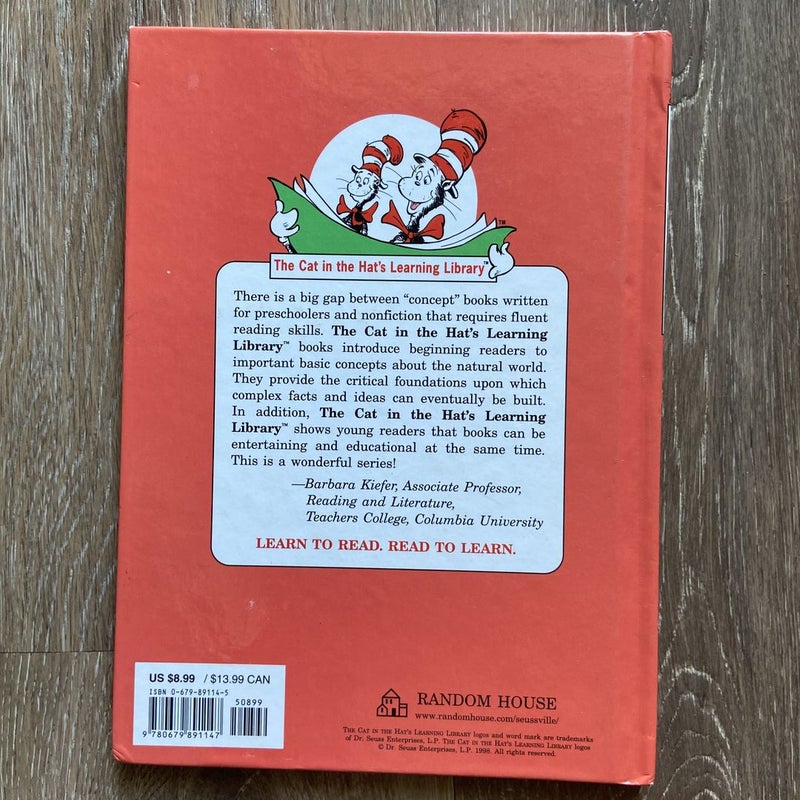 The Cat in the Hat's Learning Library™
There is a big gap between “concept” books written
for preschoolers and nonfiction that requires fluent
reading skills. The Cat in the Hat's Learning
Library™ books introduce beginning readers to
important basic concepts about the natural world.
They provide the critical foundations upon which
complex facts and ideas can eventually be built.
In addition, The Cat in the Hat's Learning
Library™ shows young readers that books can be
entertaining and educational at the same time.
This is a wonderful series!
—Barbara Kiefer, Associate Professor,
Reading and Literature,
Teachers College, Columbia University
LEARN TO READ. READ TO LEARN.
US $8.99 / $13.99 CAN
ISBN 0-679-89114-5
50899
9 780679 891147
RANDOM HOUSE
www.randomhouse.com/seussville/
THE CAT IN THE HAT'S LEARNING LIBRARY logos and word mark are trademarks
of Dr. Seuss Enterprises, L.P. THE CAT IN THE HAT'S LEARNING LIBRARY logos
© Dr. Seuss Enterprises, L.P. 1998. All rights reserved.